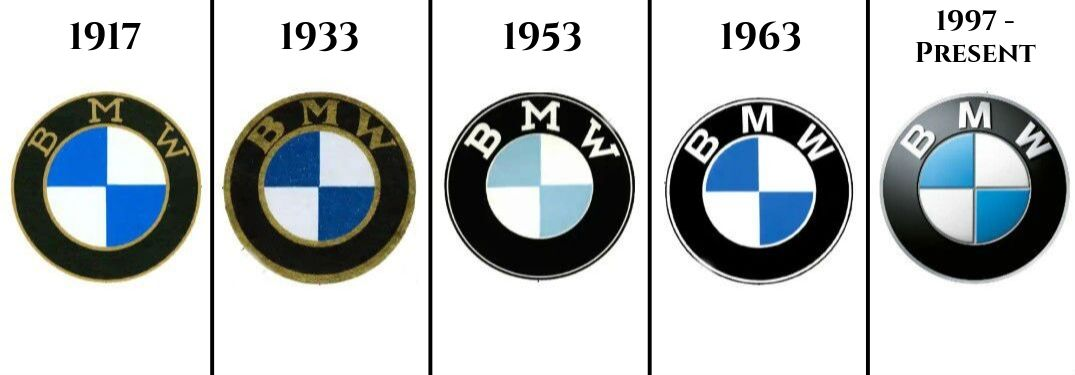 1917
1933
1953
1963
1997 -
Present
BMW
BMW
BMW
BMW
BMW